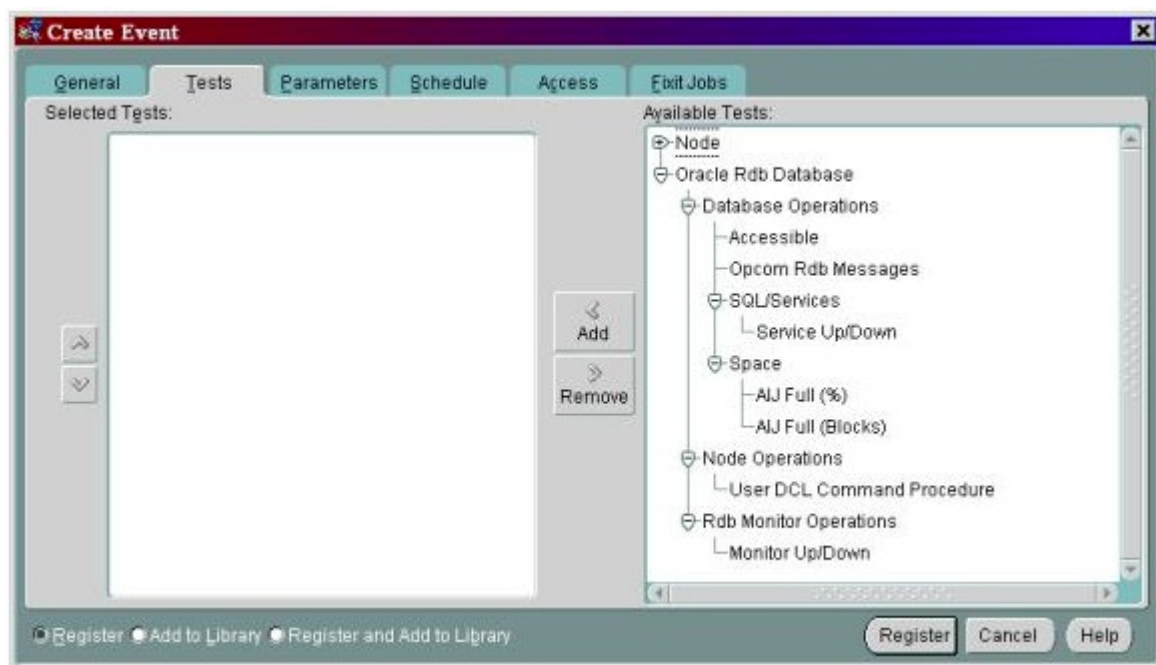 Create Event
General Tests Parameters Schedule Access Fixit Jobs
Selected Tests:
Available Tests:
Node
Oracle Rdb Database
Database Operations
Accessible
Opcom Rdb Messages
SQL/Services
Service Up/Down
Space
AIJ Full (%)
AIJ Full (Blocks)
Node Operations
User DCL Command Procedure
Rdb Monitor Operations
Monitor Up/Down
Add
Remove
Register Add to Library Register and Add to Library
Register Cancel Help